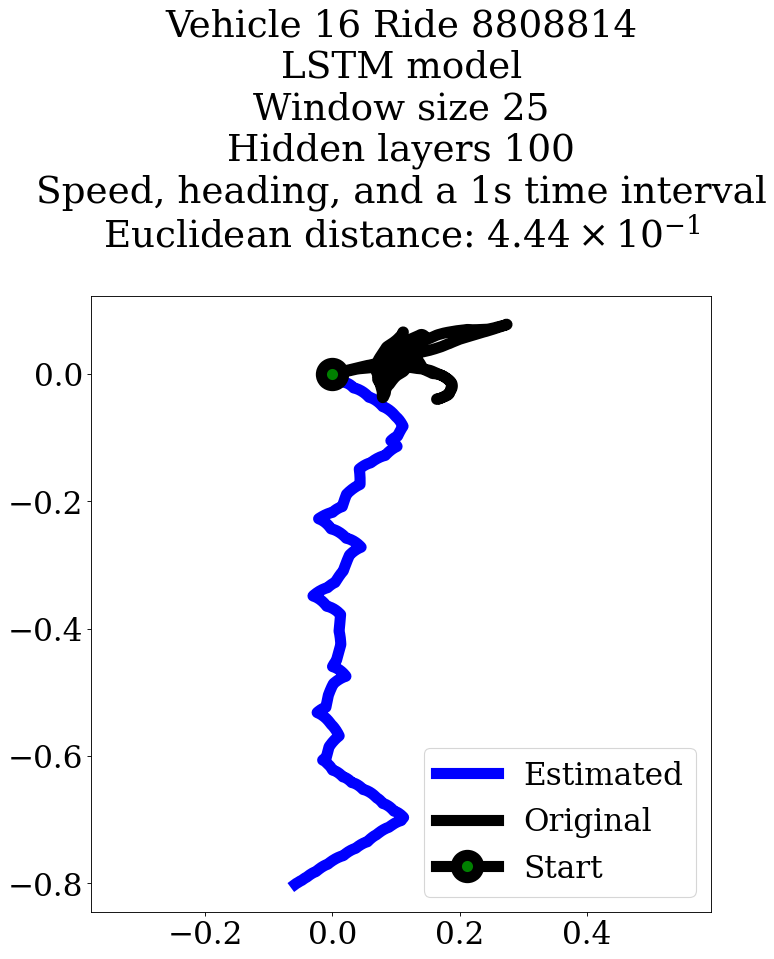 Vehicle 16 Ride 8808814
LSTM model
Window size 25
Hidden layers 100
Speed, heading, and a 1s time interval
Euclidean distance: 4.44 × 10⁻¹
0.0
−0.2
−0.4
−0.6
−0.8
−0.2 0.0 0.2 0.4
Estimated
Original
Start